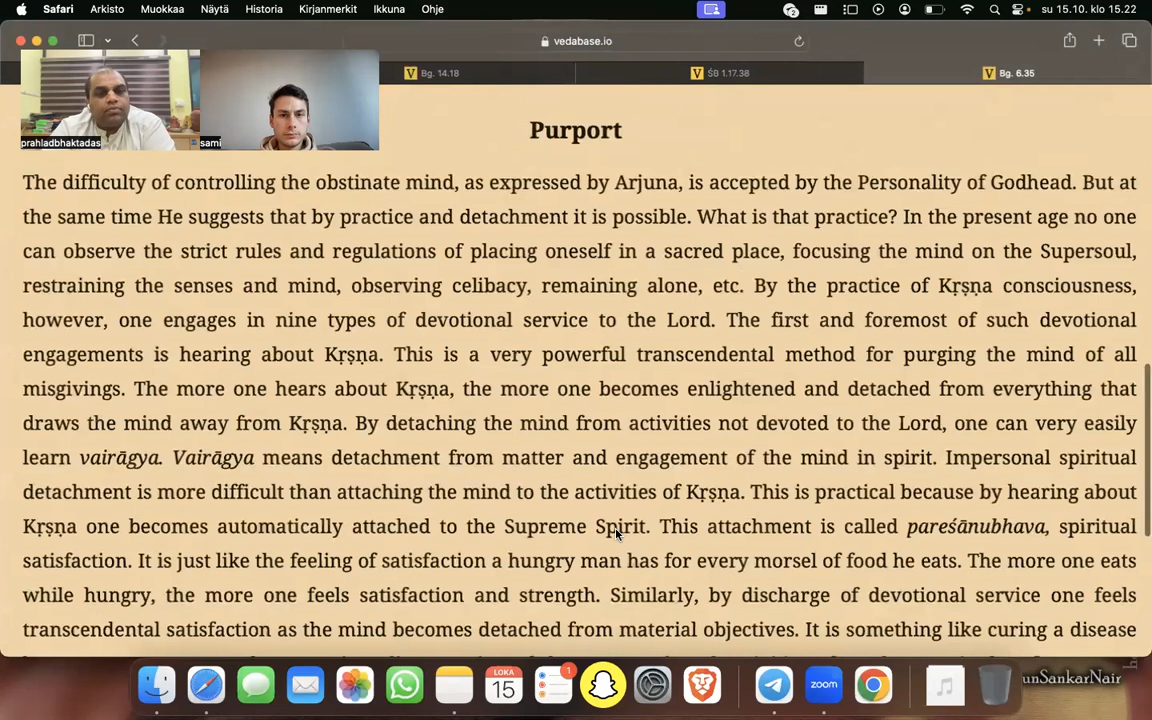 Safari Arkisto Muokkaa Näytä Historia Kirjanmerkit Ikkuna Ohje su 15.10. klo 15.22
vedabase.io
Bg. 14.18 ŚB 1.17.38 Bg. 6.35
prahladbhaktadas sami
Purport
The difficulty of controlling the obstinate mind, as expressed by Arjuna, is accepted by the Personality of Godhead. But at
the same time He suggests that by practice and detachment it is possible. What is that practice? In the present age no one
can observe the strict rules and regulations of placing oneself in a sacred place, focusing the mind on the Supersoul,
restraining the senses and mind, observing celibacy, remaining alone, etc. By the practice of Kṛṣṇa consciousness,
however, one engages in nine types of devotional service to the Lord. The first and foremost of such devotional
engagements is hearing about Kṛṣṇa. This is a very powerful transcendental method for purging the mind of all
misgivings. The more one hears about Kṛṣṇa, the more one becomes enlightened and detached from everything that
draws the mind away from Kṛṣṇa. By detaching the mind from activities not devoted to the Lord, one can very easily
learn vairāgya. Vairāgya means detachment from matter and engagement of the mind in spirit. Impersonal spiritual
detachment is more difficult than attaching the mind to the activities of Kṛṣṇa. This is practical because by hearing about
Kṛṣṇa one becomes automatically attached to the Supreme Spirit. This attachment is called pareśānubhava, spiritual
satisfaction. It is just like the feeling of satisfaction a hungry man has for every morsel of food he eats. The more one eats
while hungry, the more one feels satisfaction and strength. Similarly, by discharge of devotional service one feels
transcendental satisfaction as the mind becomes detached from material objectives. It is something like curing a disease
LOKA
15
1
zoom
unSankarNair